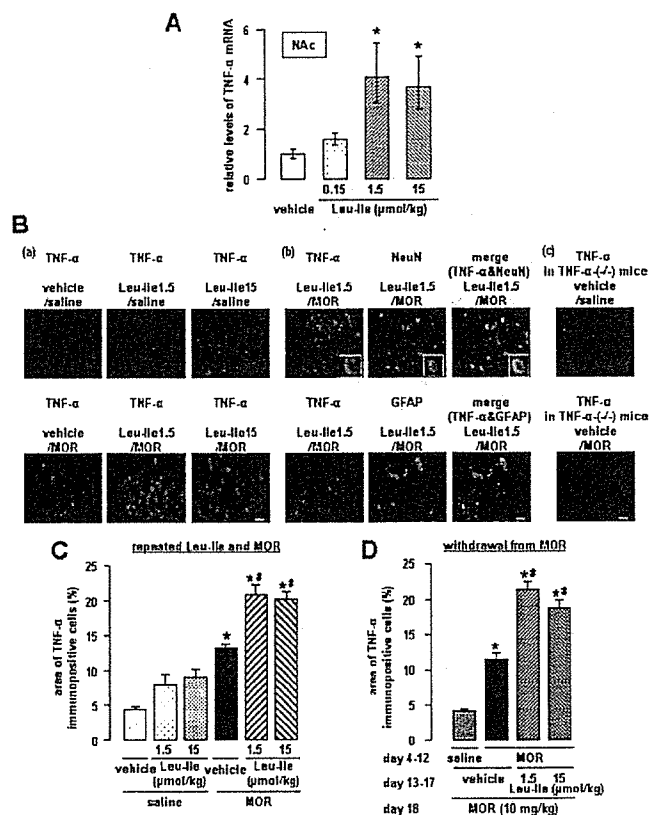 A
relative levels of TNF-α mRNA
6
4
2
0
NAc
*
*
0.15 1.5 15
vehicle Leu-Ile (μmol/kg)
B
(a) TNF-α TNF-α TNF-α (b) TNF-α NeuN merge (c) TNF-α
(TNF-α&NeuN) in TNF-α-(-/-) mice
vehicle Leu-Ile1.5 Leu-Ile15 Leu-Ile1.5 Leu-Ile1.5 Leu-Ile1.5 vehicle
/saline /saline /saline /MOR /MOR /MOR /saline
TNF-α TNF-α TNF-α TNF-α GFAP merge TNF-α
(TNF-α&GFAP) in TNF-α-(-/-) mice
vehicle Leu-Ile1.5 Leu-Ile15 Leu-Ile1.5 Leu-Ile1.5 Leu-Ile1.5 vehicle
/MOR /MOR /MOR /MOR /MOR /MOR /MOR
C
repeated Leu-Ile and MOR
area of TNF-α
immunopositive cells (%)
25
20
15
10
5
0
*
*#
*#
1.5 15 1.5 15
vehicle Leu-Ile vehicle Leu-Ile
(μmol/kg) (μmol/kg)
saline MOR
D
withdrawal from MOR
area of TNF-α
immunopositive cells (%)
25
20
15
10
5
0
*
*#
*#
day 4-12 saline MOR
day 13-17 vehicle 1.5 15
Leu-Ile(μmol/kg)
day 18 MOR (10 mg/kg)